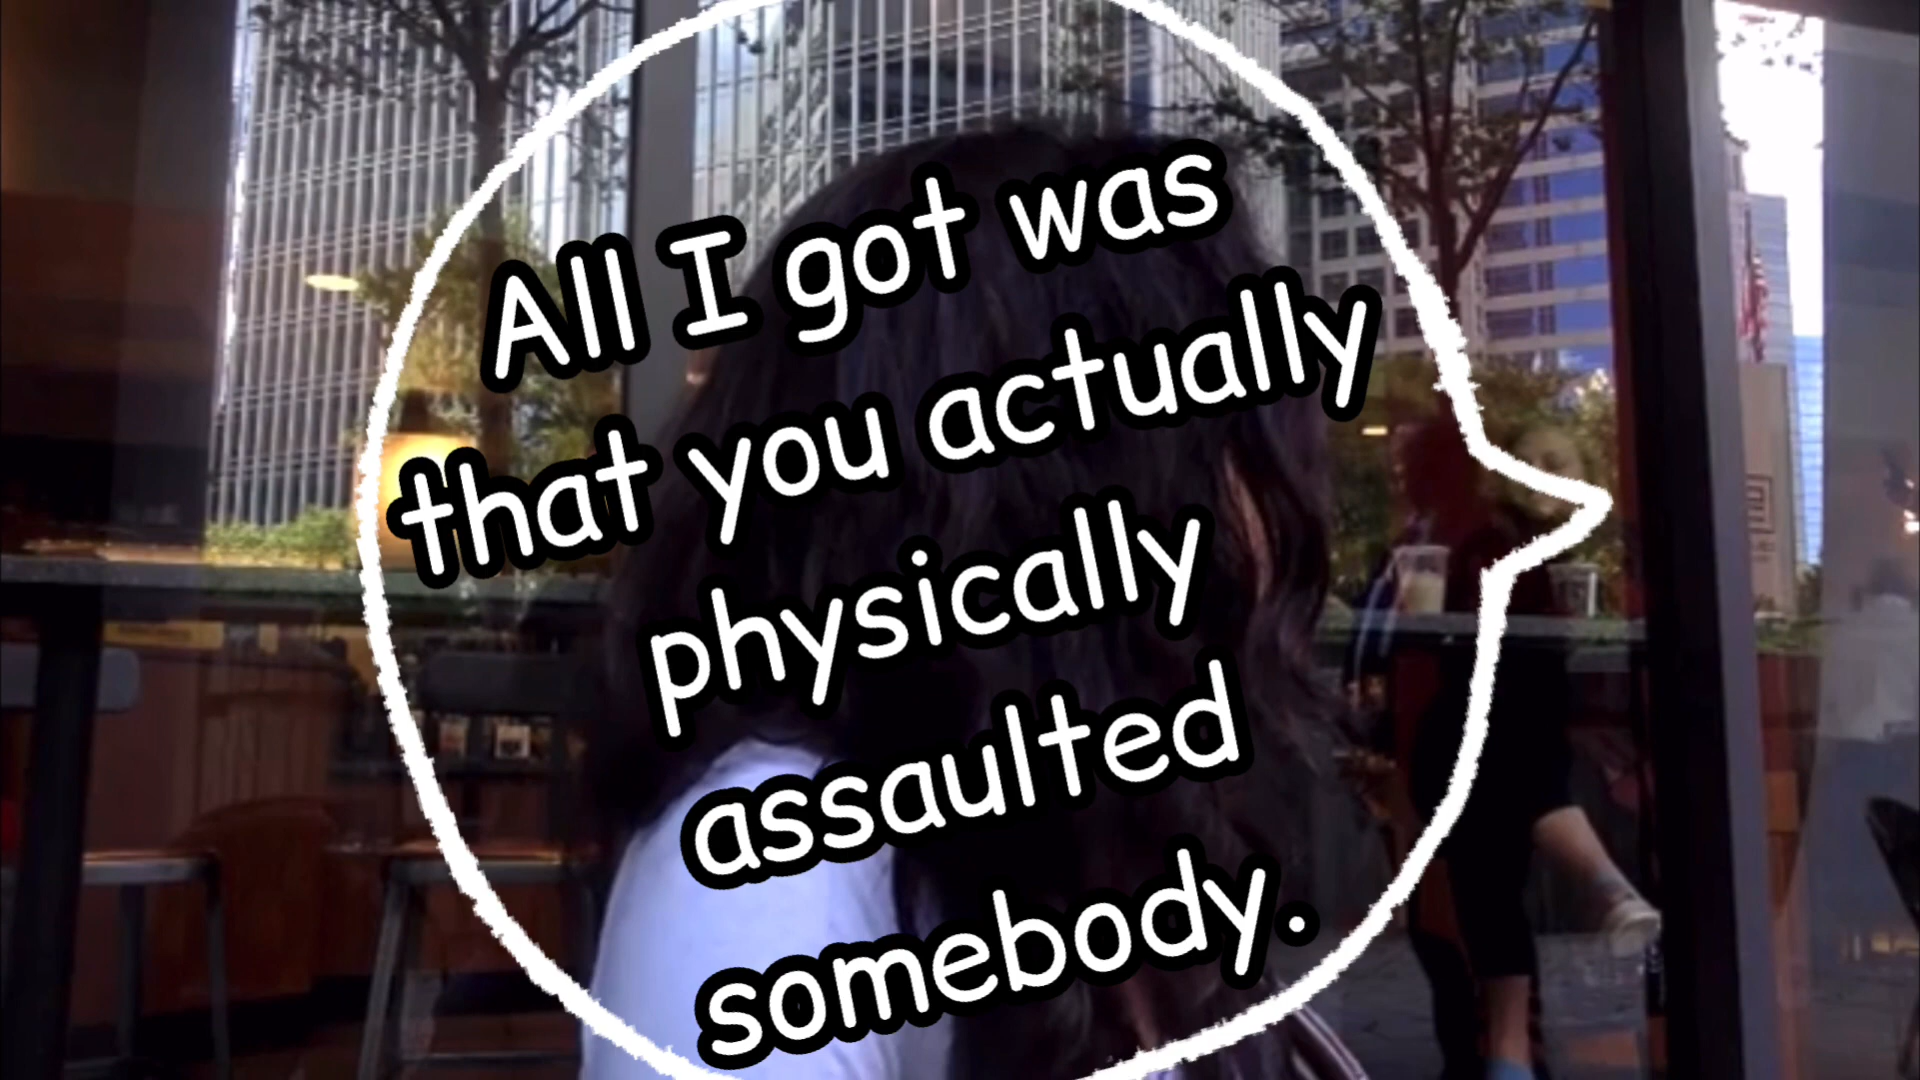 All I got was
that you actually
physically
assaulted
somebody.